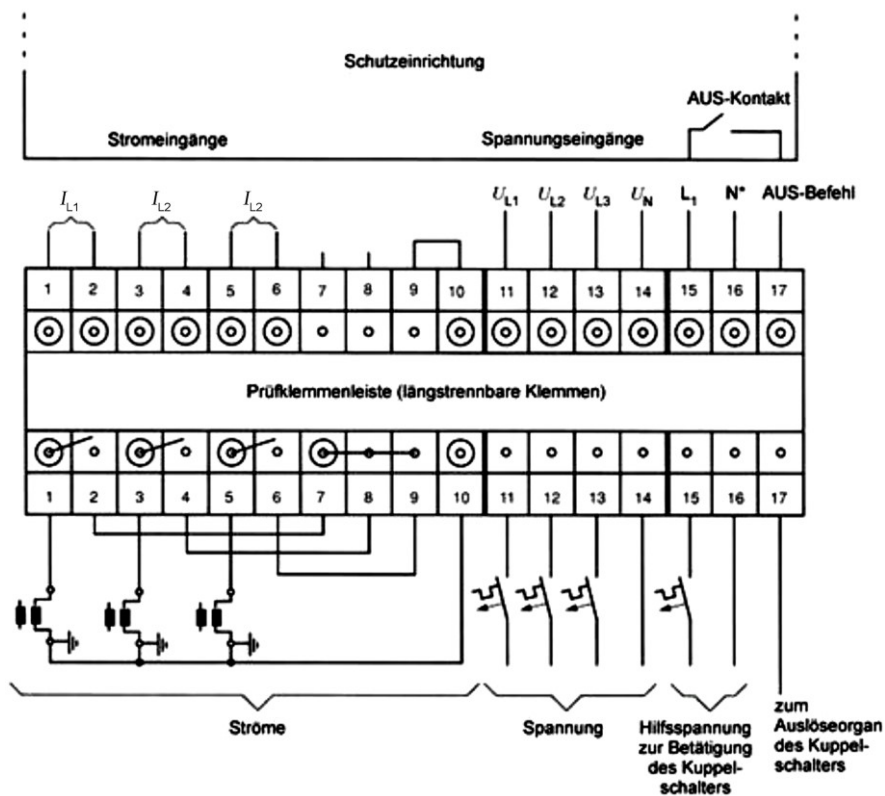 Schutzeinrichtung
AUS-Kontakt
Stromeingänge
Spannungseingänge
I_L1
I_L2
I_L2
U_L1
U_L2
U_L3
U_N
L_1
N*
AUS-Befehl
1 2 3 4 5 6 7 8 9 10 11 12 13 14 15 16 17
Prüfklemmenleiste (längstrennbare Klemmen)
1 2 3 4 5 6 7 8 9 10 11 12 13 14 15 16 17
Ströme
Spannung
Hilfsspannung
zur Betätigung
des Kuppel-
schalters
zum
Auslöseorgan
des Kuppel-
schalters